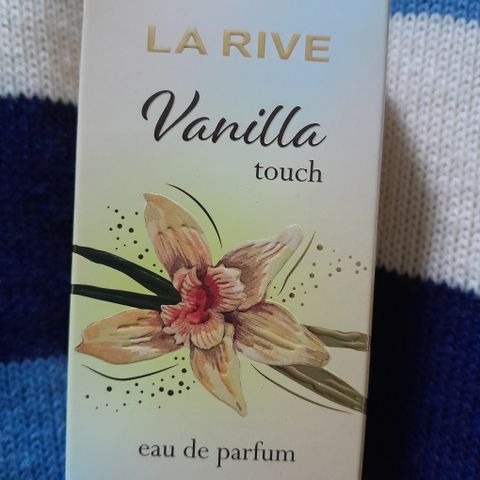 LA RIVE
Vanilla
touch
eau de parfum